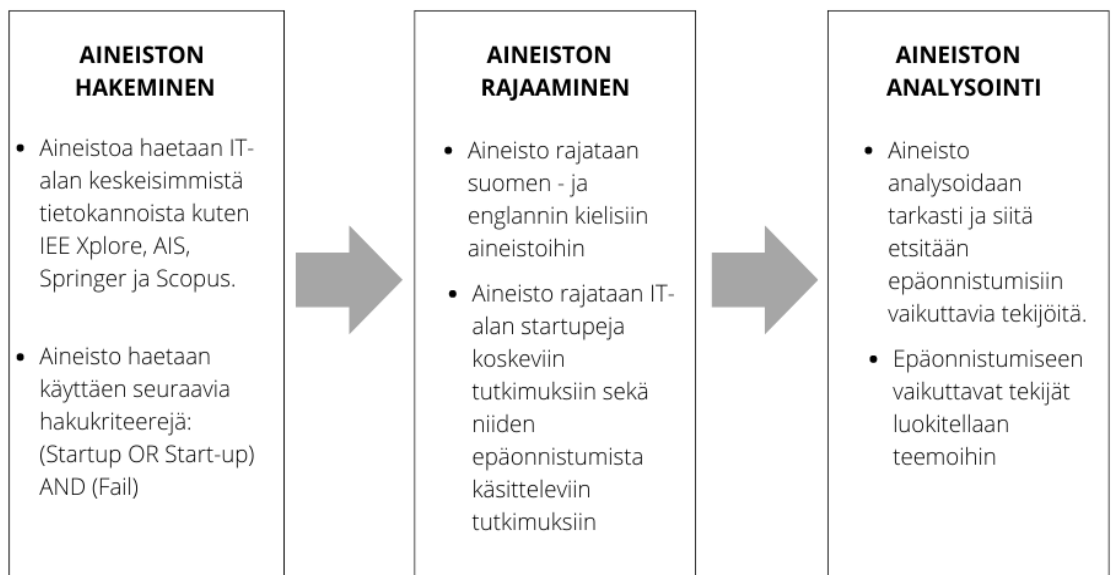 AINEISTON
HAKEMINEN
• Aineistoa haetaan IT-
alan keskeisimmistä
tietokannoista kuten
IEE Xplore, AIS,
Springer ja Scopus.
• Aineisto haetaan
käyttäen seuraavia
hakukriteerejä:
(Startup OR Start-up)
AND (Fail)
AINEISTON
RAJAAMINEN
• Aineisto rajataan
suomen - ja
englannin kielisiin
aineistoihin
• Aineisto rajataan IT-
alan startupeja
koskeviin
tutkimuksiin sekä
niiden
epäonnistumista
käsitteleviin
tutkimuksiin
AINEISTON
ANALYSOINTI
• Aineisto
analysoidaan
tarkasti ja siitä
etsitään
epäonnistumisiin
vaikuttavia tekijöitä.
• Epäonnistumiseen
vaikuttavat tekijät
luokitellaan
teemoihin